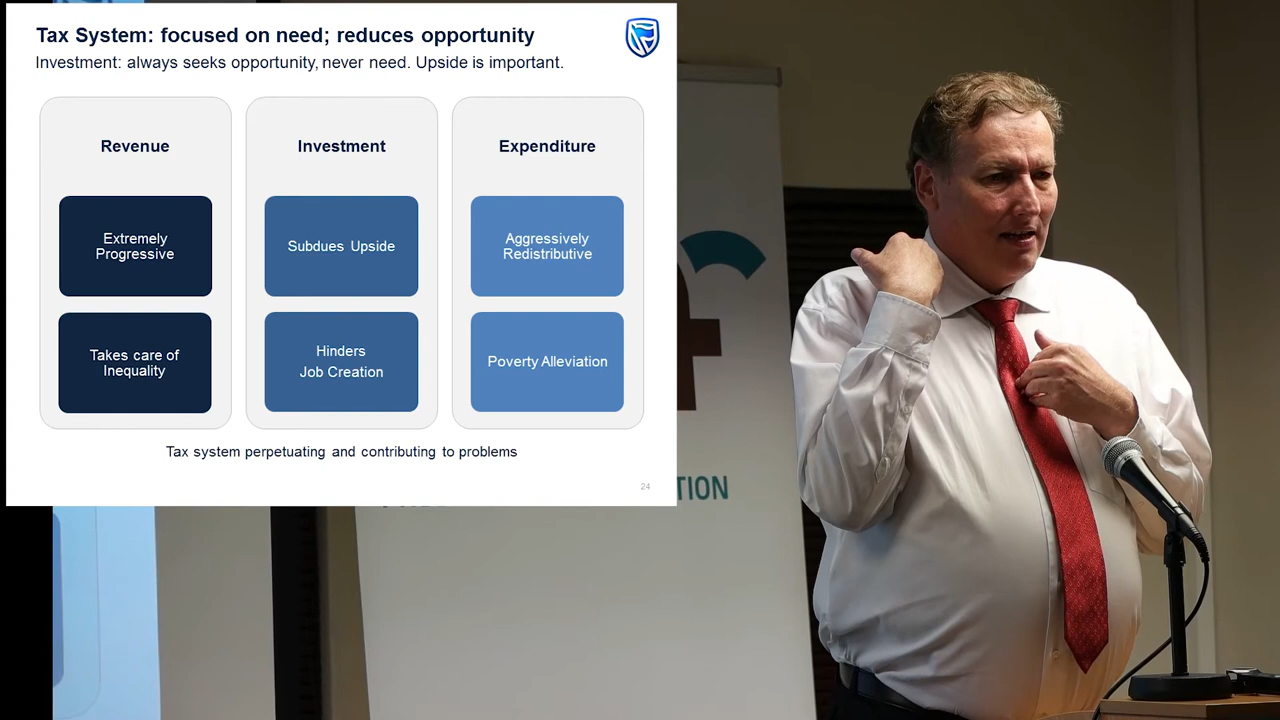 Tax System: focused on need; reduces opportunity
Investment: always seeks opportunity, never need. Upside is important.
Revenue
Extremely
Progressive
Takes care of
Inequality
Investment
Subdues Upside
Hinders
Job Creation
Expenditure
Aggressively
Redistributive
Poverty Alleviation
Tax system perpetuating and contributing to problems
24